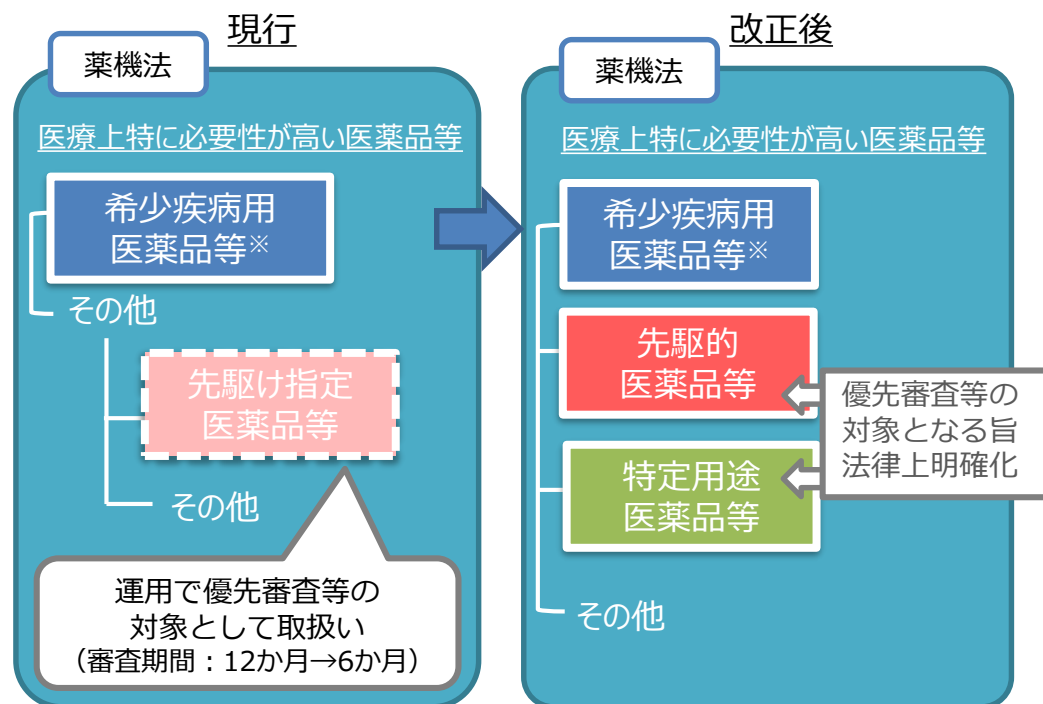 現行
薬機法
医療上特に必要性が高い医薬品等
希少疾病用
医薬品等※
その他
先駆け指定
医薬品等
その他
運用で優先審査等の
対象として取扱い
（審査期間：12か月→6か月）
改正後
薬機法
医療上特に必要性が高い医薬品等
希少疾病用
医薬品等※
先駆的
医薬品等
優先審査等の
対象となる旨
法律上明確化
特定用途
医薬品等
その他